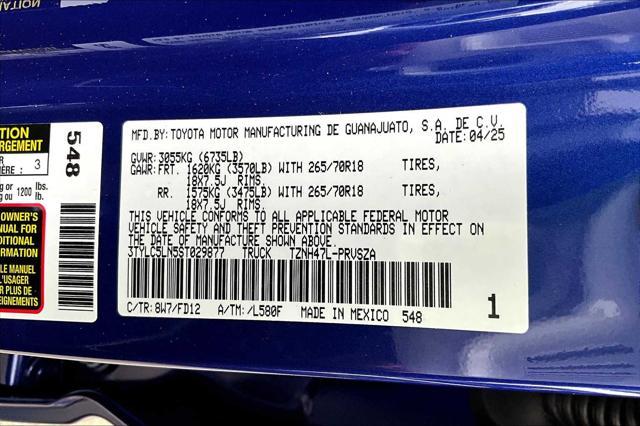 MFD.BY: TOYOTA MOTOR MANUFACTURING DE GUANAJUATO, S.A. DE C.V.
DATE: 04/25
GVWR: 3055KG (6735LB)
GAWR: FRT. 1620KG (3570LB) WITH 265/70R18 TIRES,
18X7.5J RIMS
RR. 1575KG (3475LB) WITH 265/70R18 TIRES,
18X7.5J RIMS
THIS VEHICLE CONFORMS TO ALL APPLICABLE FEDERAL MOTOR
VEHICLE SAFETY AND THEFT PREVENTION STANDARDS IN EFFECT ON
THE DATE OF MANUFACTURE SHOWN ABOVE.
3TYLC5LN5ST029877 TRUCK TZNH47L-PRVSZA
C/TR: 8W7/FD12 A/TM: /L580F MADE IN MEXICO 548
1
548
3
1200 lbs.
OWNER'S
MANUAL FOR
INFORMATION
MANUEL
L'USAGER
PLUS DE